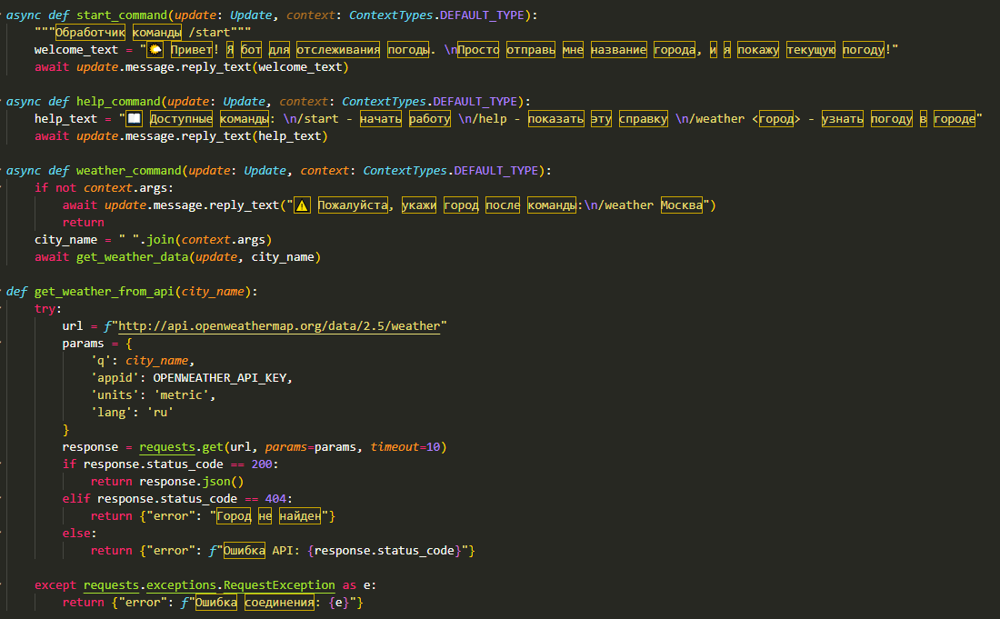 async def start_command(update: Update, context: ContextTypes.DEFAULT_TYPE):
    """Обработчик команды /start"""
    welcome_text = "🌤 Привет! Я бот для отслеживания погоды. \nПросто отправь мне название города, и я покажу текущую погоду!"
    await update.message.reply_text(welcome_text)
async def help_command(update: Update, context: ContextTypes.DEFAULT_TYPE):
    help_text = "📖 Доступные команды: \n/start - начать работу \n/help - показать эту справку \n/weather <город> - узнать погоду в городе"
    await update.message.reply_text(help_text)
async def weather_command(update: Update, context: ContextTypes.DEFAULT_TYPE):
    if not context.args:
        await update.message.reply_text("⚠️ Пожалуйста, укажи город после команды:\n/weather Москва")
        return
    city_name = " ".join(context.args)
    await get_weather_data(update, city_name)
def get_weather_from_api(city_name):
    try:
        url = f"http://api.openweathermap.org/data/2.5/weather"
        params = {
            'q': city_name,
            'appid': OPENWEATHER_API_KEY,
            'units': 'metric',
            'lang': 'ru'
        }
        response = requests.get(url, params=params, timeout=10)
        if response.status_code == 200:
            return response.json()
        elif response.status_code == 404:
            return {"error": "Город не найден"}
        else:
            return {"error": f"Ошибка API: {response.status_code}"}
    except requests.exceptions.RequestException as e:
        return {"error": f"Ошибка соединения: {e}"}